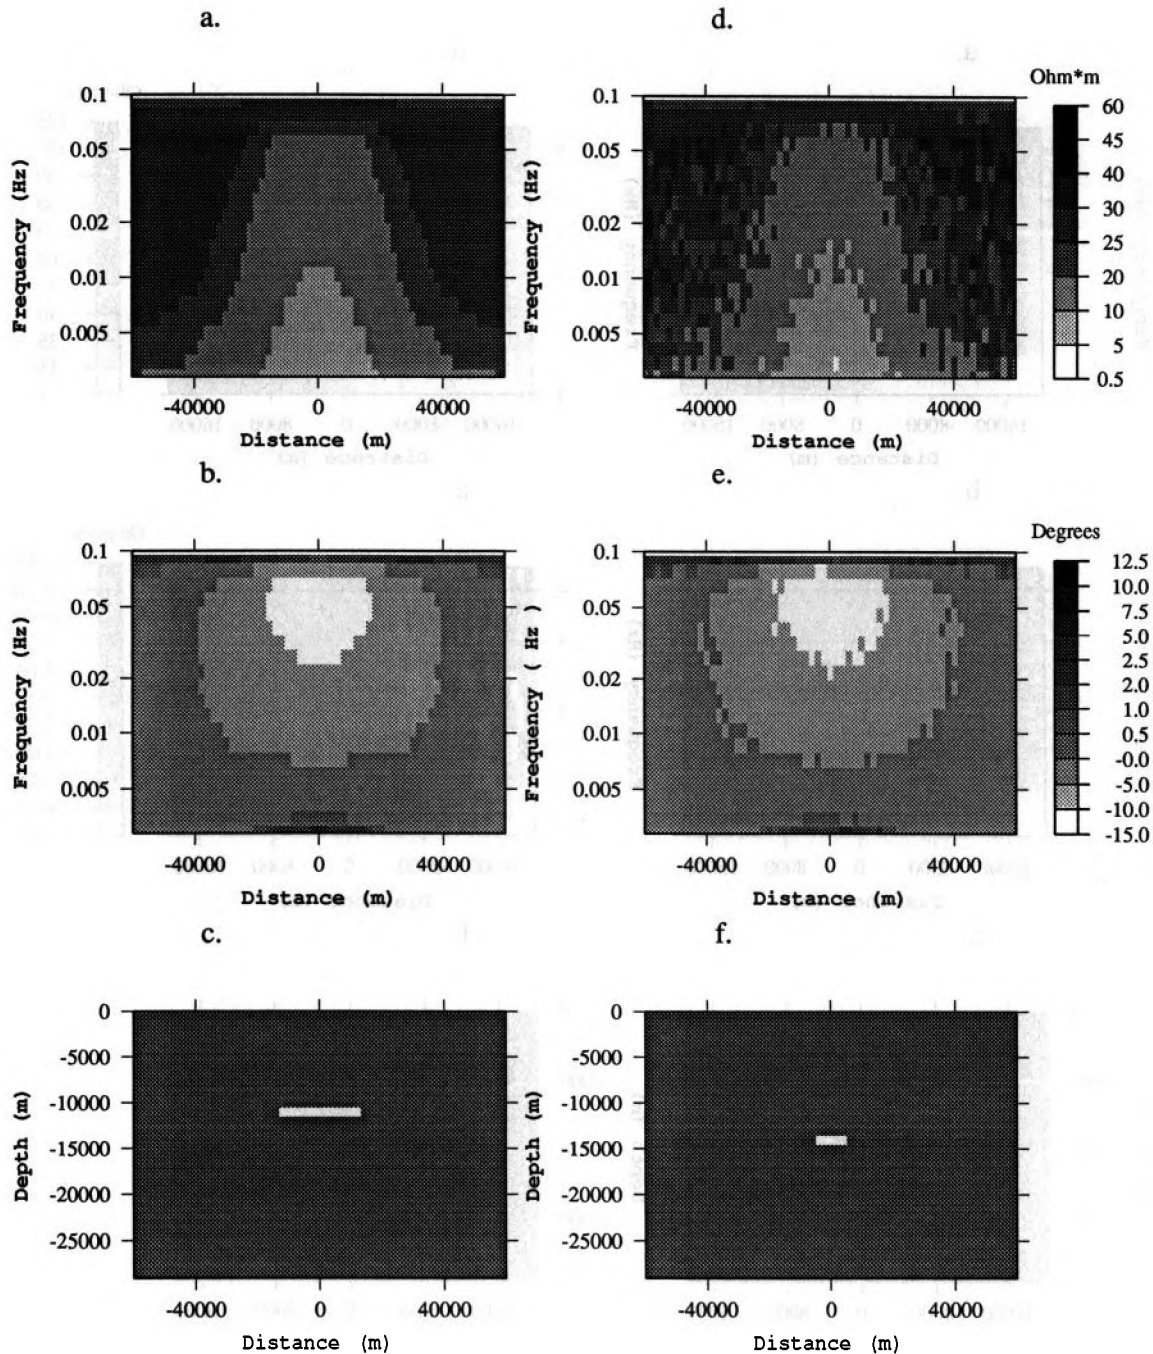 a.
0.1
0.05
0.02
0.01
0.005
Frequency (Hz)
-40000 0 40000
Distance (m)
d.
Ohm*m
0.1
0.05
0.02
0.01
0.005
Frequency (Hz)
-40000 0 40000
Distance (m)
60
45
40
30
25
20
10
5
0.5
b.
0.1
0.05
0.02
0.01
0.005
Frequency (Hz)
-40000 0 40000
Distance (m)
e.
Degrees
0.1
0.05
0.02
0.01
0.005
Frequency ( Hz )
-40000 0 40000
Distance (m)
12.5
10.0
7.5
5.0
2.5
2.0
1.0
0.5
-0.0
-5.0
-10.0
-15.0
c.
0
-5000
-10000
-15000
-20000
-25000
Depth (m)
-40000 0 40000
Distance (m)
f.
0
-5000
-10000
-15000
-20000
-25000
Depth (m)
-40000 0 40000
Distance (m)